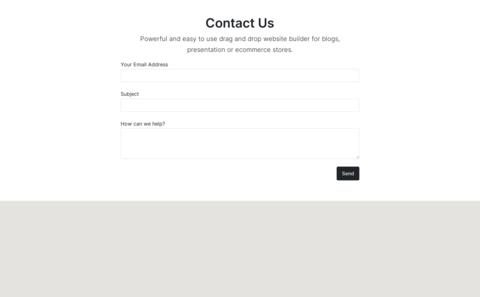 Contact Us
Powerful and easy to use drag and drop website builder for blogs,
presentation or ecommerce stores.
Your Email Address
Subject
How can we help?
Send